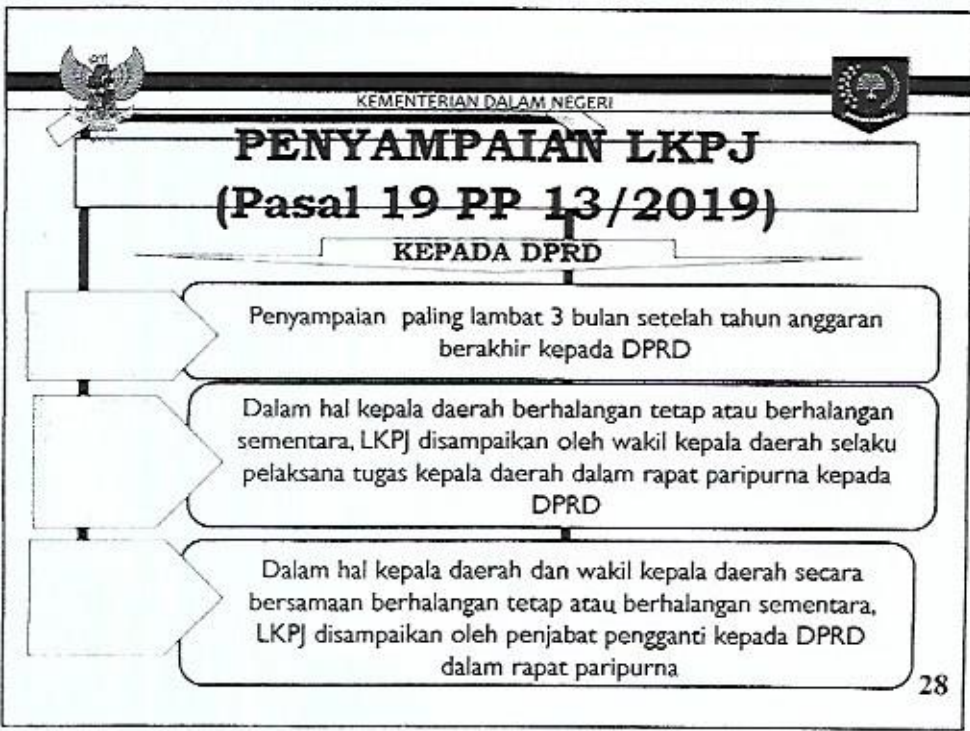 KEMENTERIAN DALAM NEGERI
PENYAMPAIAN LKPJ
(Pasal 19 PP 13/2019)
KEPADA DPRD
Penyampaian paling lambat 3 bulan setelah tahun anggaran
berakhir kepada DPRD
Dalam hal kepala daerah berhalangan tetap atau berhalangan
sementara, LKPJ disampaikan oleh wakil kepala daerah selaku
pelaksana tugas kepala daerah dalam rapat paripurna kepada
DPRD
Dalam hal kepala daerah dan wakil kepala daerah secara
bersamaan berhalangan tetap atau berhalangan sementara,
LKPJ disampaikan oleh penjabat pengganti kepada DPRD
dalam rapat paripurna
28